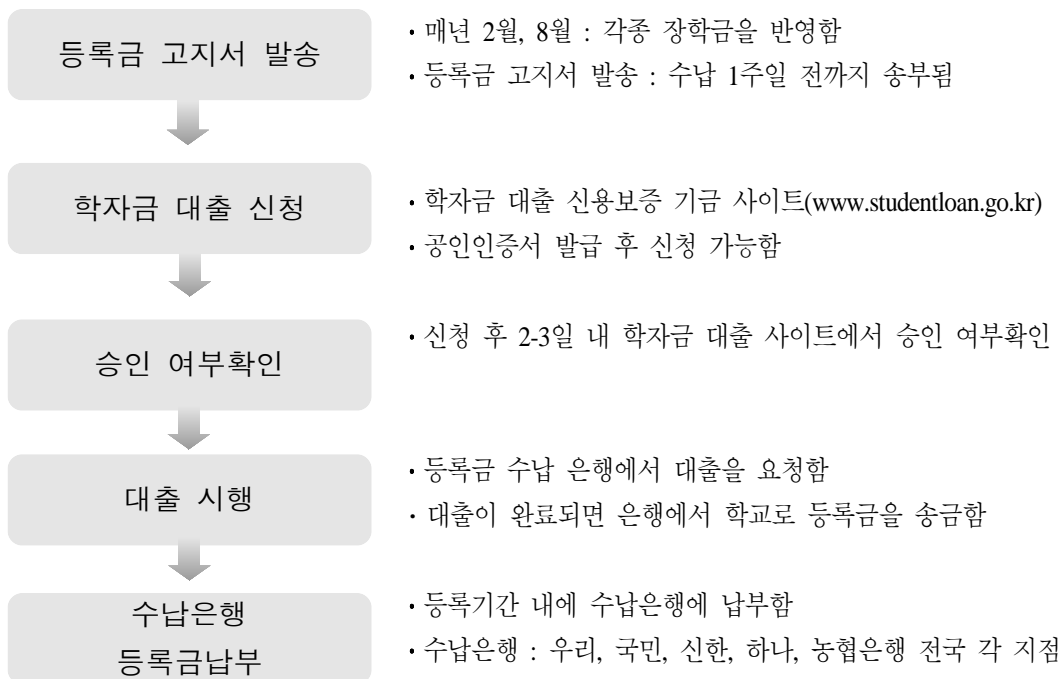 등록금 고지서 발송
· 매년 2월, 8월 : 각종 장학금을 반영함
· 등록금 고지서 발송 : 수납 1주일 전까지 송부됨
학자금 대출 신청
· 학자금 대출 신용보증 기금 사이트(www.studentloan.go.kr)
· 공인인증서 발급 후 신청 가능함
승인 여부확인
· 신청 후 2-3일 내 학자금 대출 사이트에서 승인 여부확인
대출 시행
· 등록금 수납 은행에서 대출을 요청함
· 대출이 완료되면 은행에서 학교로 등록금을 송금함
수납은행
등록금납부
· 등록기간 내에 수납은행에 납부함
· 수납은행 : 우리, 국민, 신한, 하나, 농협은행 전국 각 지점